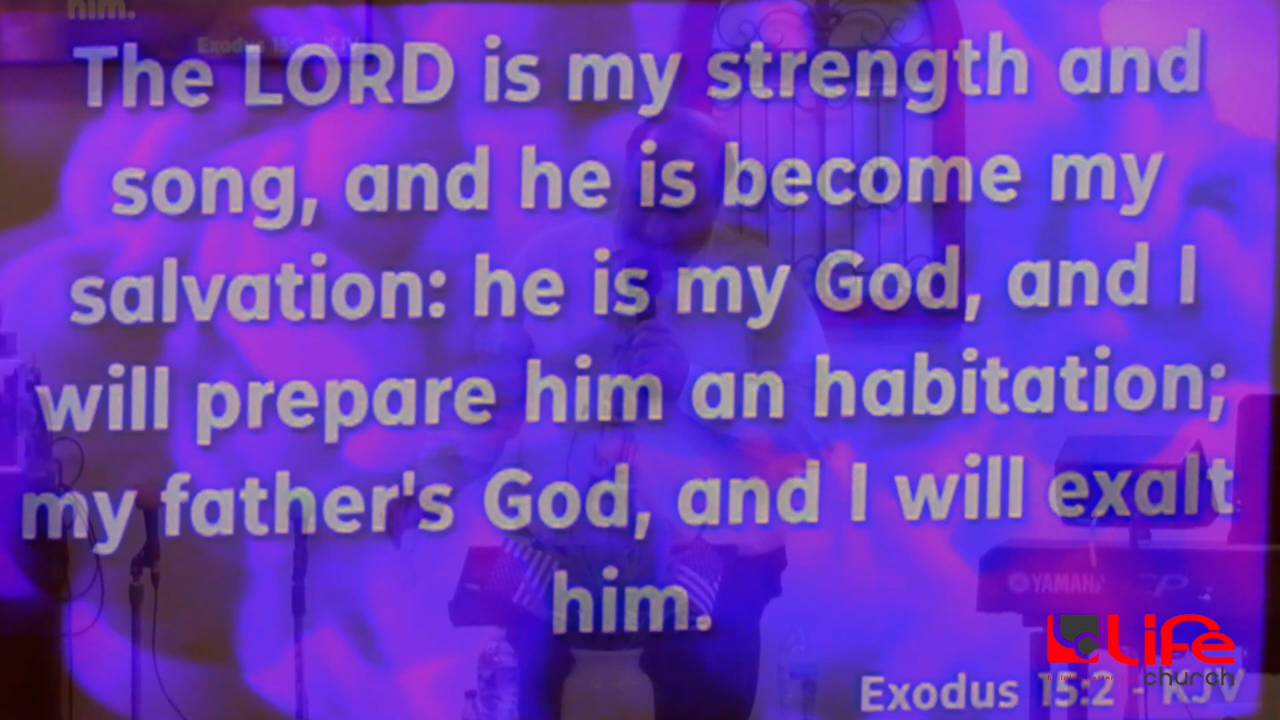 him.
Exodus 15:2 - KJV
The LORD is my strength and
song, and he is become my
salvation: he is my God, and I
will prepare him an habitation;
my father's God, and I will exalt
him.
YAMAHA
CP
Life
church
Exodus 15:2 - KJV